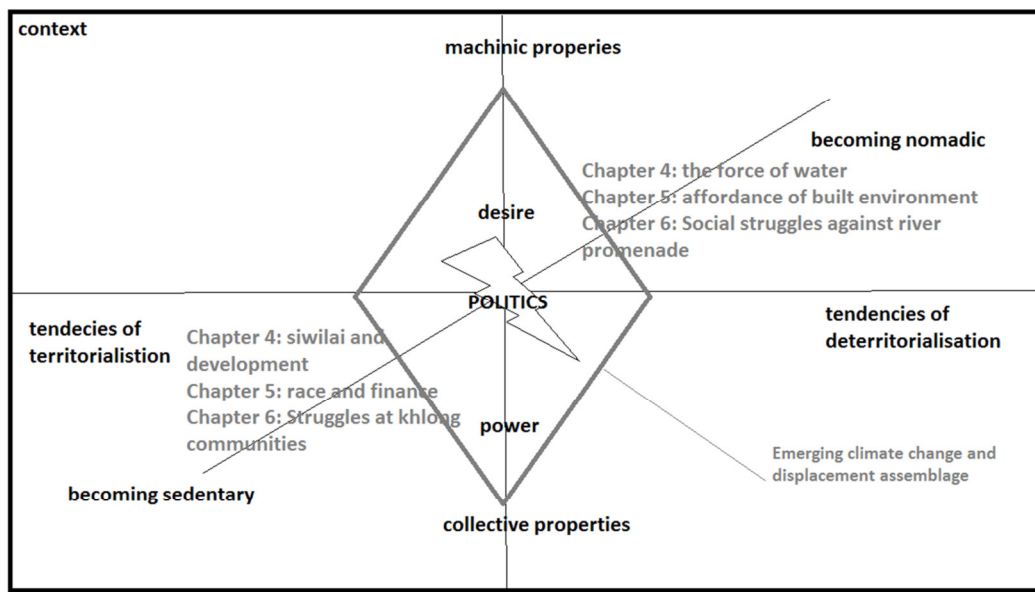 context
machinic properies
becoming nomadic
Chapter 4: the force of water
Chapter 5: affordance of built environment
Chapter 6: Social struggles against river
promenade
desire
POLITICS
tendecies of
territorialistion
tendencies of
deterritorialisation
Chapter 4: siwilai and
development
Chapter 5: race and finance
Chapter 6: Struggles at khlong
communities
power
Emerging climate change and
displacement assemblage
becoming sedentary
collective properties